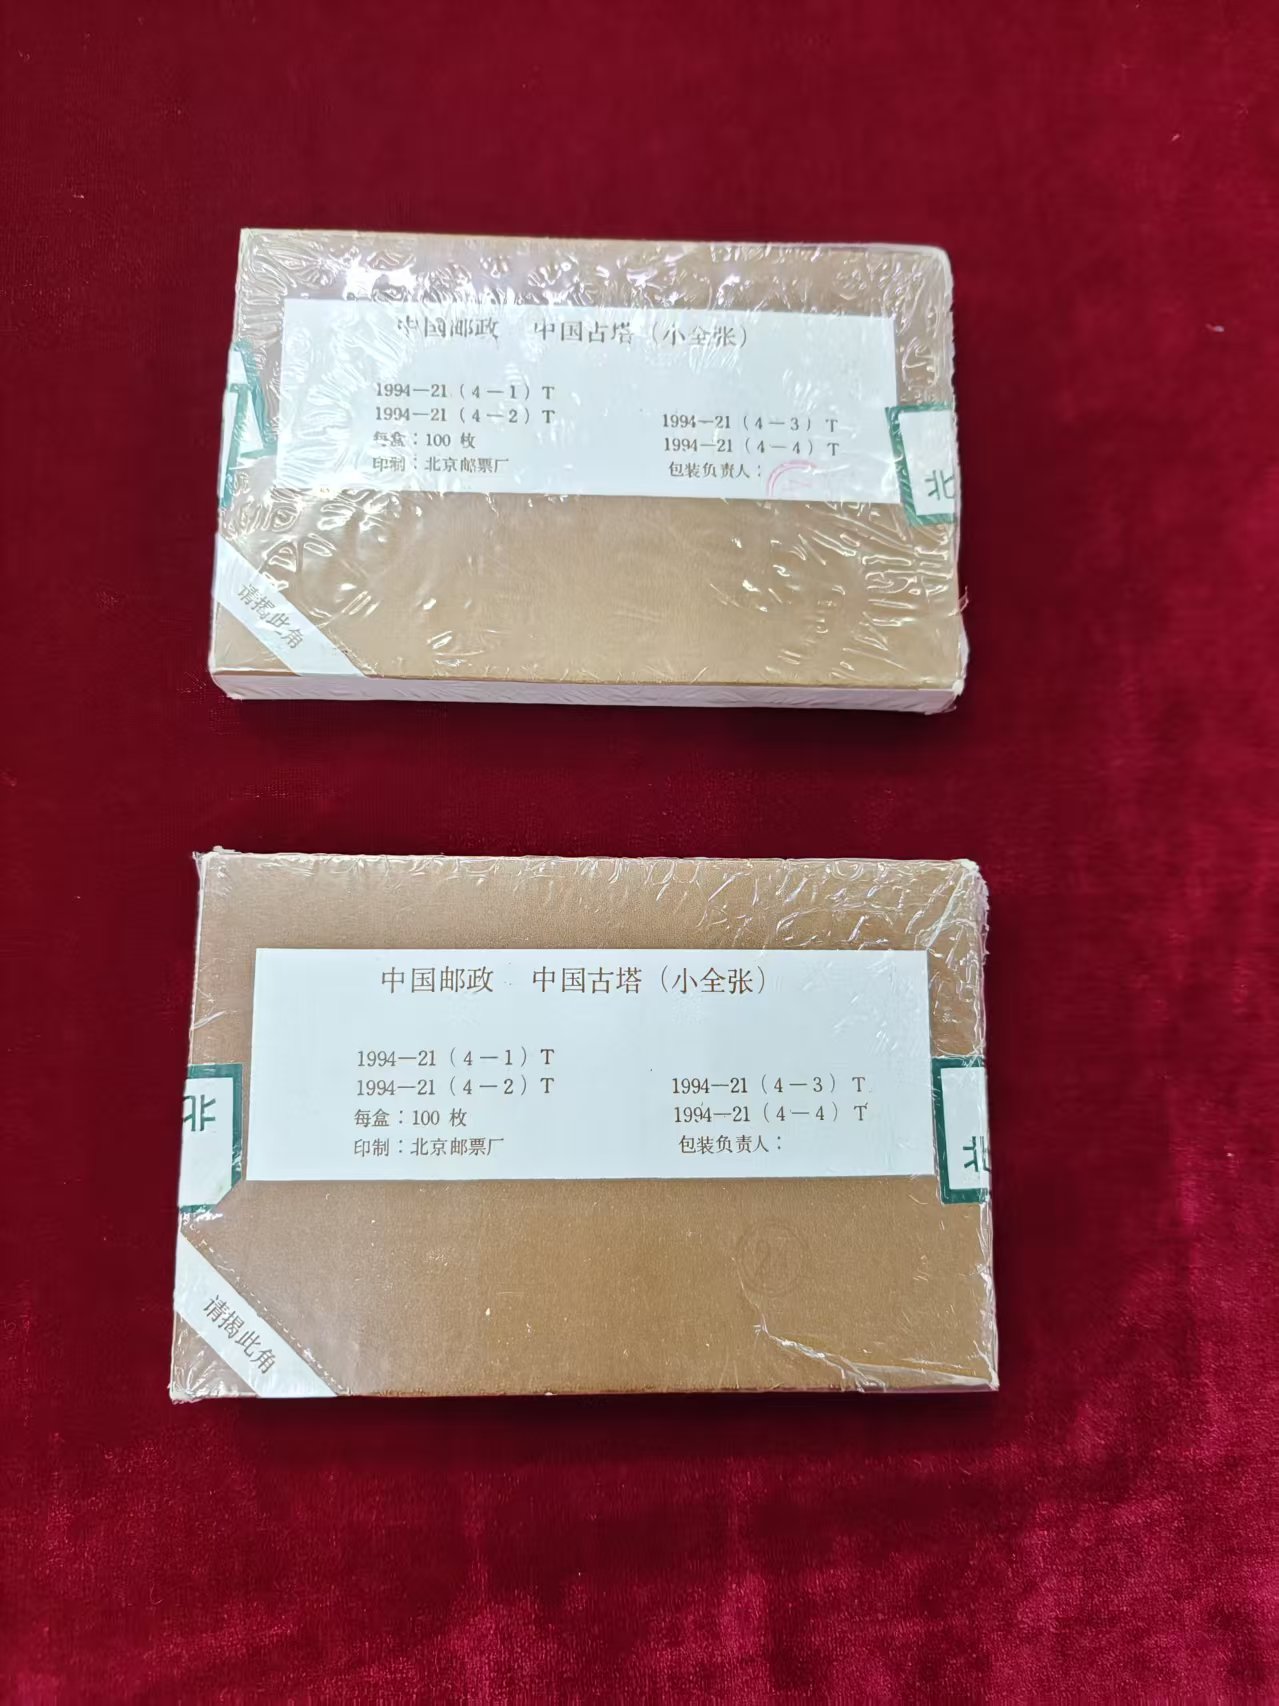 中国邮政 中国古塔（小全张）
1994—21（4—1）T
1994—21（4—2）T
1994—21（4—3）T
每盒：100 枚
1994—21（4—4）T
印制：北京邮票厂
包装负责人：
北
请揭此角
中国邮政 中国古塔（小全张）
1994—21（4—1）T
1994—21（4—2）T
1994—21（4—3）T
每盒：100 枚
1994—21（4—4）T
印制：北京邮票厂
包装负责人：
北
北
27
请揭此角